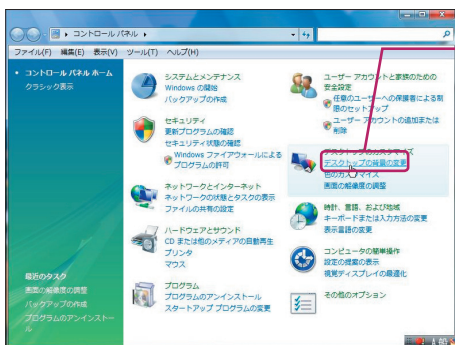 コントロール パネル
ファイル(F) 編集(E) 表示(V) ツール(T) ヘルプ(H)
コントロール パネル ホーム
クラシック表示
システムとメンテナンス
Windows の開始
バックアップの作成
セキュリティ
更新プログラムの確認
セキュリティ状態の確認
Windows ファイアウォールによる
プログラムの許可
ネットワークとインターネット
ネットワークの状態とタスクの表示
ファイルの共有の設定
ハードウェアとサウンド
CD または他のメディアの自動再生
プリンタ
マウス
プログラム
プログラムのアンインストール
スタートアップ プログラムの変更
ユーザー アカウントと家族のための
安全設定
任意のユーザーへの保護者による制
限のセットアップ
ユーザー アカウントの追加または
削除
デスクトップのカスタマイズ
デスクトップの背景の変更
色のカスタマイズ
画面の解像度の調整
時計、言語、および地域
キーボードまたは入力方法の変更
表示言語の変更
コンピュータの簡単操作
設定の提案の表示
視覚ディスプレイの最適化
その他のオプション
最近のタスク
画面の解像度の調整
バックアップの作成
プログラムのアンインストー
ル